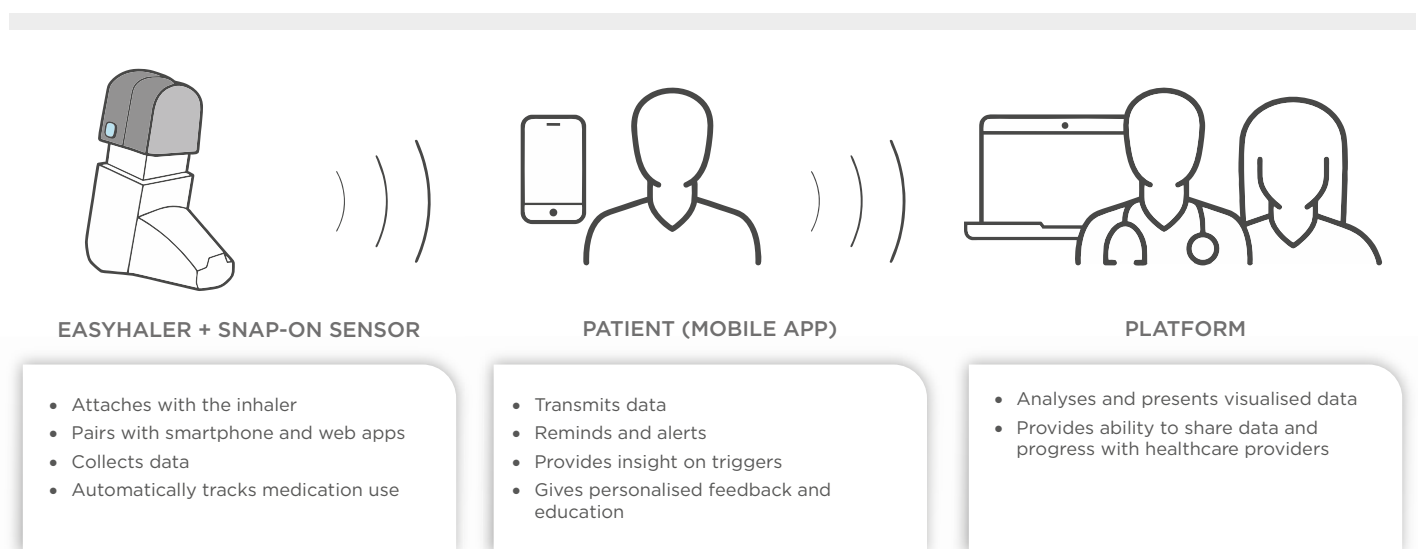 EASYHALER + SNAP-ON SENSOR
• Attaches with the inhaler
• Pairs with smartphone and web apps
• Collects data
• Automatically tracks medication use
PATIENT (MOBILE APP)
• Transmits data
• Reminds and alerts
• Provides insight on triggers
• Gives personalised feedback and
education
PLATFORM
• Analyses and presents visualised data
• Provides ability to share data and
progress with healthcare providers